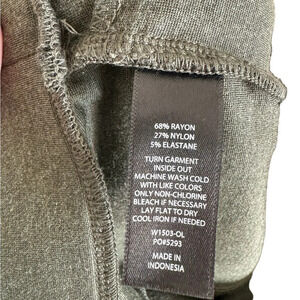 68% RAYON
27% NYLON
5% ELASTANE
TURN GARMENT
INSIDE OUT
MACHINE WASH COLD
WITH LIKE COLORS
ONLY NON-CHLORINE
BLEACH IF NECESSARY
LAY FLAT TO DRY
COOL IRON IF NEEDED
W1503-OL
PO#5293
MADE IN
INDONESIA